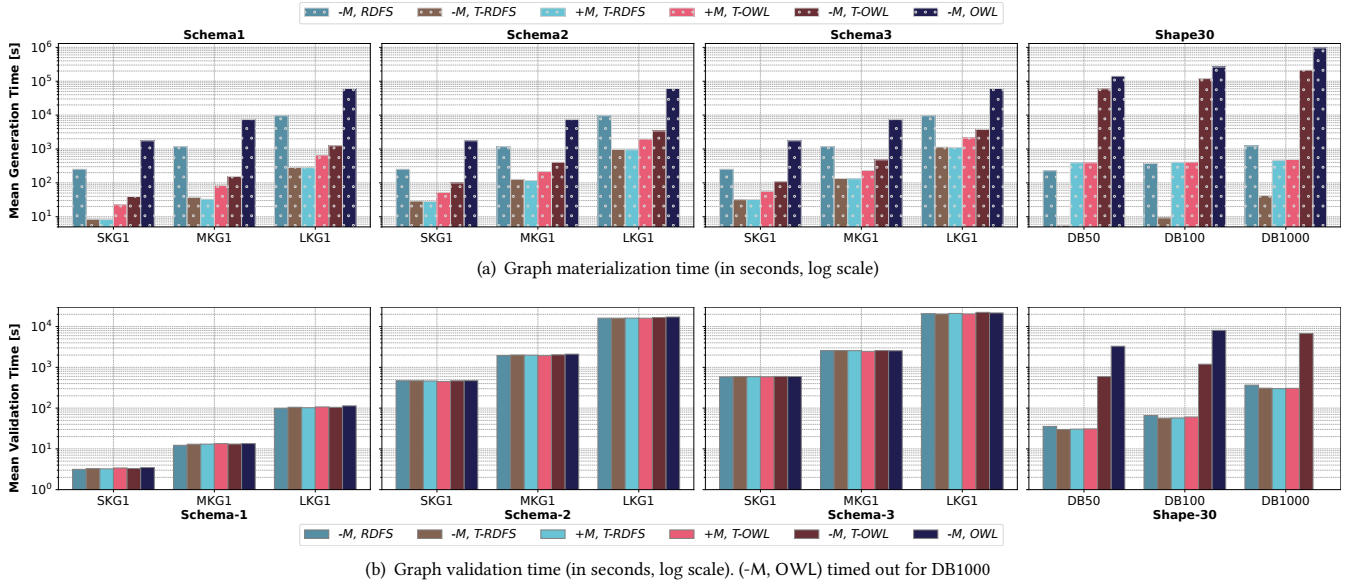 -M, RDFS -M, T-RDFS +M, T-RDFS +M, T-OWL -M, T-OWL -M, OWL
Schema1 Schema2 Schema3 Shape30
Mean Generation Time [s]
10⁶
10⁵
10⁴
10³
10²
10¹
SKG1 MKG1 LKG1 SKG1 MKG1 LKG1 SKG1 MKG1 LKG1 DB50 DB100 DB1000
(a) Graph materialization time (in seconds, log scale)
Mean Validation Time [s]
10⁴
10³
10²
10¹
10⁰
SKG1 MKG1 LKG1 SKG1 MKG1 LKG1 SKG1 MKG1 LKG1 DB50 DB100 DB1000
Schema-1 Schema-2 Schema-3 Shape-30
-M, RDFS -M, T-RDFS +M, T-RDFS +M, T-OWL -M, T-OWL -M, OWL
(b) Graph validation time (in seconds, log scale). (-M, OWL) timed out for DB1000